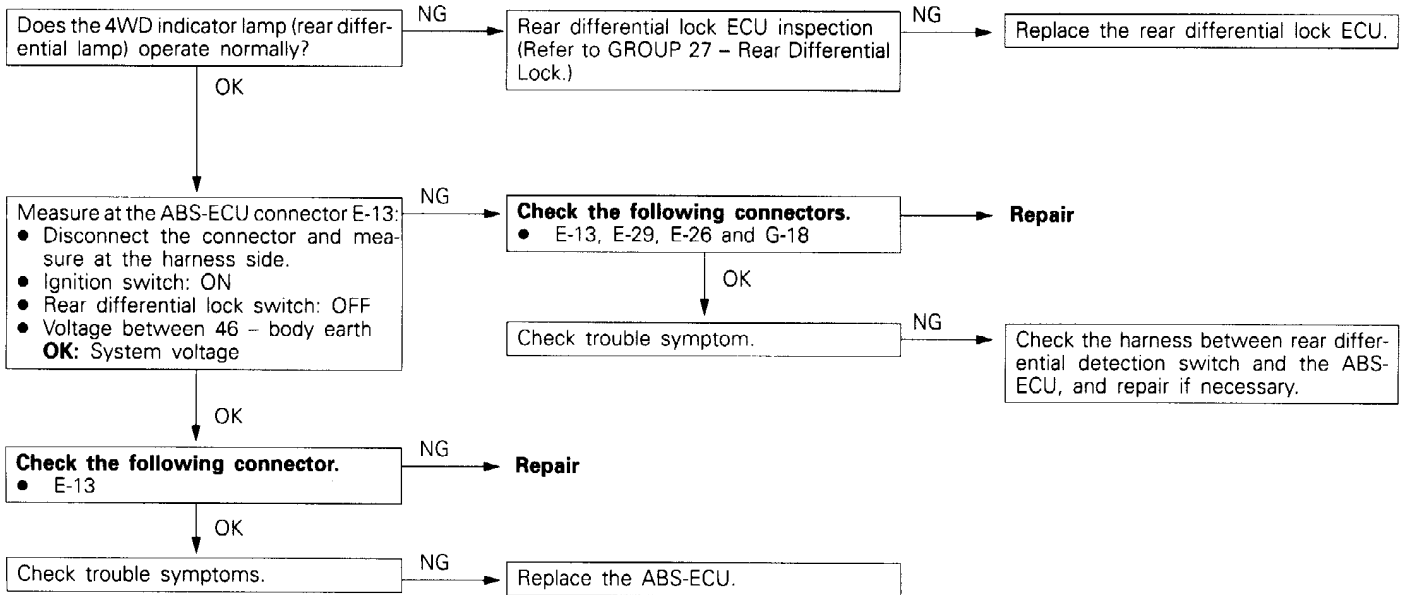 Does the 4WD indicator lamp (rear differ-
ential lamp) operate normally?
NG
Rear differential lock ECU inspection
(Refer to GROUP 27 – Rear Differential
Lock.)
NG
Replace the rear differential lock ECU.
OK
Measure at the ABS-ECU connector E-13:
● Disconnect the connector and mea-
sure at the harness side.
● Ignition switch: ON
● Rear differential lock switch: OFF
● Voltage between 46 – body earth
OK: System voltage
NG
Check the following connectors.
● E-13, E-29, E-26 and G-18
Repair
OK
Check trouble symptom.
NG
Check the harness between rear differ-
ential detection switch and the ABS-
ECU, and repair if necessary.
OK
Check the following connector.
● E-13
NG
Repair
OK
Check trouble symptoms.
NG
Replace the ABS-ECU.